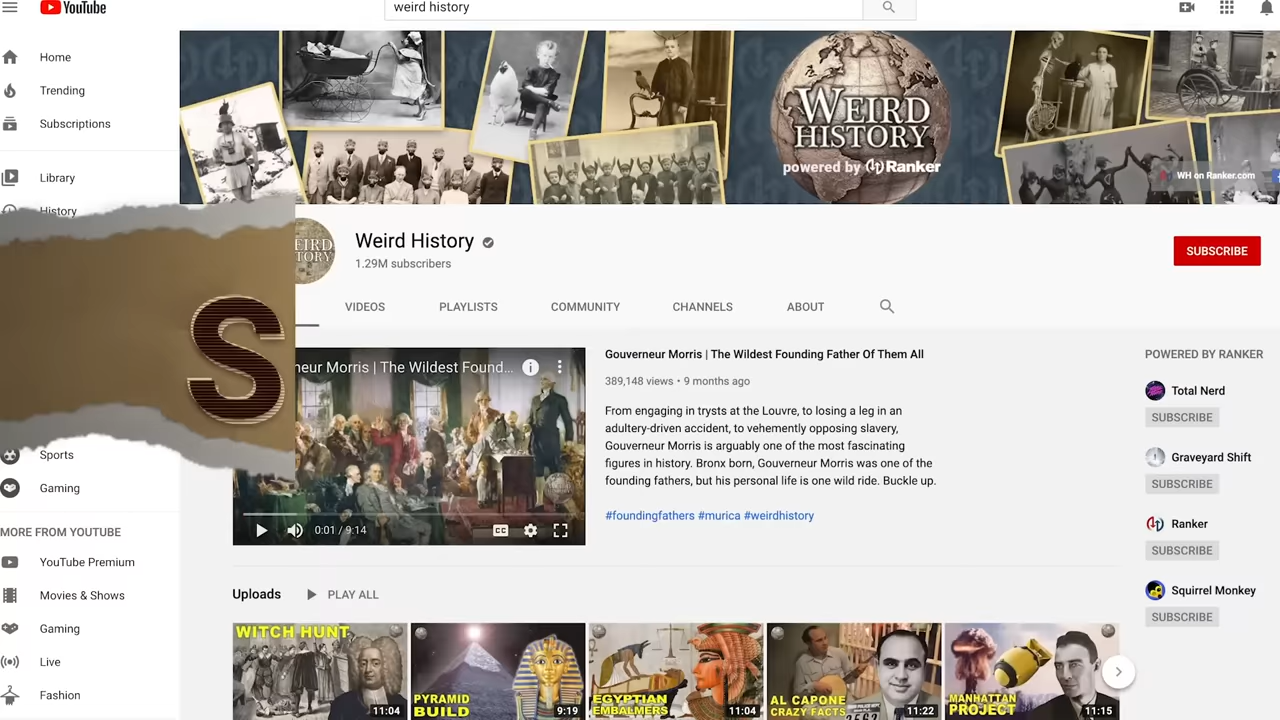 YouTube
weird history
Home
Trending
Subscriptions
Library
History
Sports
Gaming
MORE FROM YOUTUBE
YouTube Premium
Movies & Shows
Gaming
Live
Fashion
WEIRD
HISTORY
powered by Ranker
WH on Ranker.com
S
Weird History
1.29M subscribers
SUBSCRIBE
VIDEOS
PLAYLISTS
COMMUNITY
CHANNELS
ABOUT
neur Morris | The Wildest Found...
CC
0:01 / 9:14
Gouverneur Morris | The Wildest Founding Father Of Them All
389,148 views • 9 months ago
From engaging in trysts at the Louvre, to losing a leg in an
adultery-driven accident, to vehemently opposing slavery,
Gouverneur Morris is arguably one of the most fascinating
figures in history. Bronx born, Gouverneur Morris was one of the
founding fathers, but his personal life is one wild ride. Buckle up.
#foundingfathers #murica #weirdhistory
POWERED BY RANKER
Total Nerd
SUBSCRIBE
Graveyard Shift
SUBSCRIBE
Ranker
SUBSCRIBE
Squirrel Monkey
SUBSCRIBE
Uploads
PLAY ALL
WITCH HUNT
11:04
PYRAMID
BUILD
9:19
EGYPTIAN
EMBALMERS
11:04
AL CAPONE
CRAZY FACTS
11:22
MANHATTAN
PROJECT
11:15